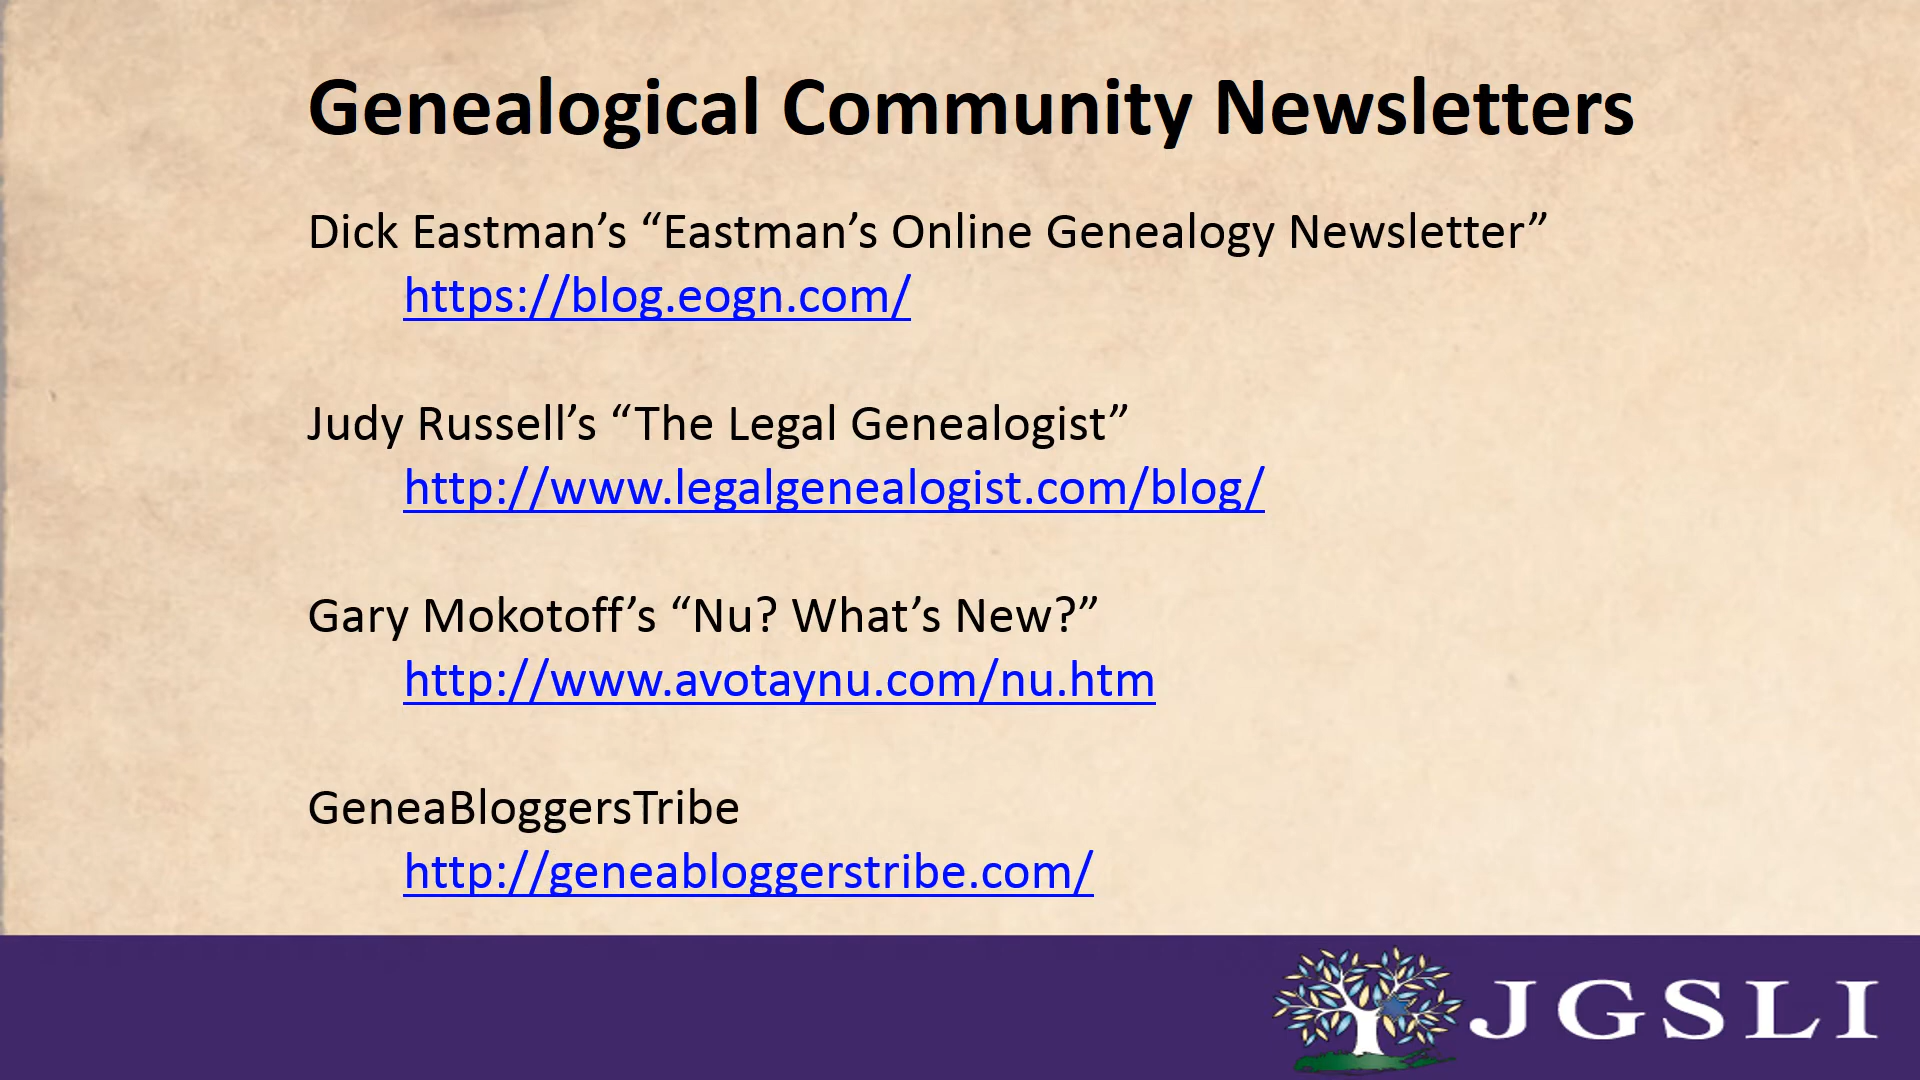 Genealogical Community Newsletters
Dick Eastman’s “Eastman’s Online Genealogy Newsletter”
https://blog.eogn.com/
Judy Russell’s “The Legal Genealogist”
http://www.legalgenealogist.com/blog/
Gary Mokotoff’s “Nu? What’s New?”
http://www.avotaynu.com/nu.htm
GeneaBloggersTribe
http://geneabloggerstribe.com/
JGSLI